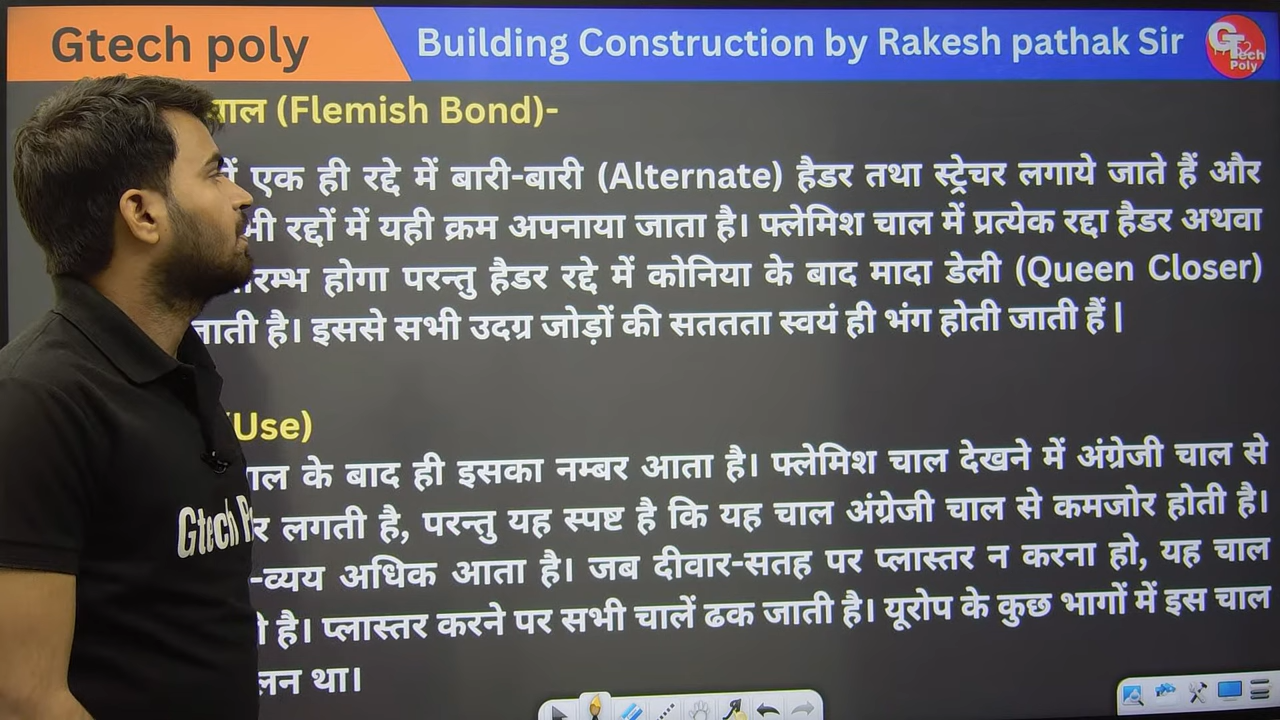 Gtech poly
Building Construction by Rakesh pathak Sir
GTech Poly
चाल (Flemish Bond)-
में एक ही रद्दे में बारी-बारी (Alternate) हैडर तथा स्ट्रेचर लगाये जाते हैं और
भी रद्दों में यही क्रम अपनाया जाता है। फ्लेमिश चाल में प्रत्येक रद्दा हैडर अथवा
होगा परन्तु हैडर रद्दे में कोनिया के बाद मादा डेली (Queen Closer)
जाती है। इससे सभी उदग्र जोड़ों की सततता स्वयं ही भंग होती जाती हैं |
(Use)
के बाद ही इसका नम्बर आता है। फ्लेमिश चाल देखने में अंग्रेजी चाल से
लगती है, परन्तु यह स्पष्ट है कि यह चाल अंग्रेजी चाल से कमजोर होती है।
-व्यय अधिक आता है। जब दीवार-सतह पर प्लास्तर न करना हो, यह चाल
है। प्लास्तर करने पर सभी चालें ढक जाती है। यूरोप के कुछ भागों में इस चाल
था।
Gtech